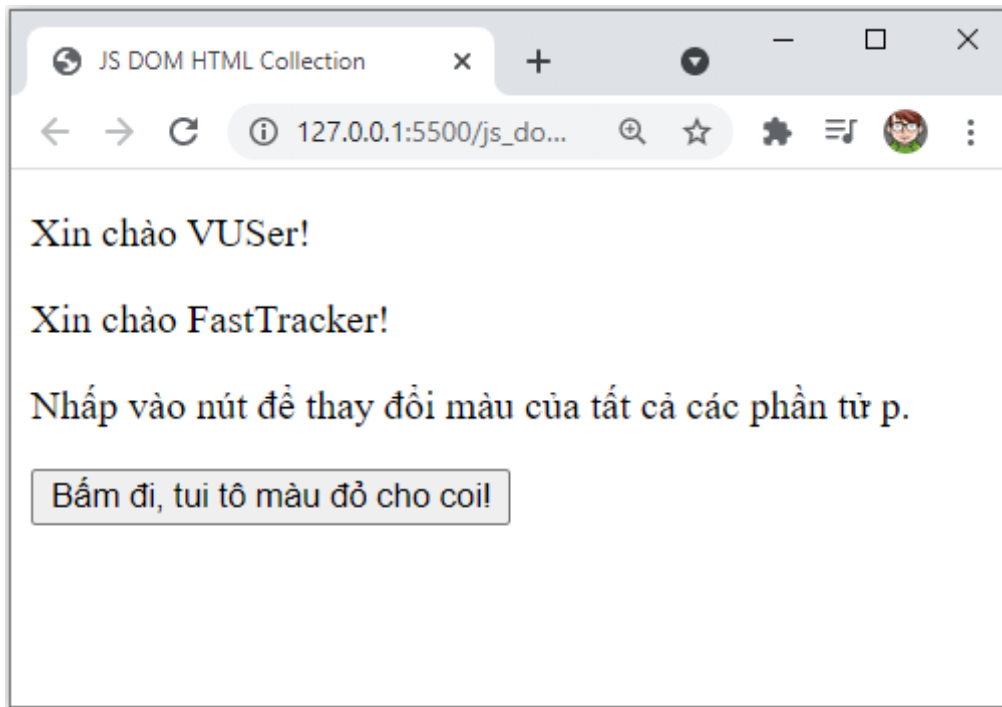 JS DOM HTML Collection
127.0.0.1:5500/js_do...
Xin chào VUSer!
Xin chào FastTracker!
Nhấp vào nút để thay đổi màu của tất cả các phần tử p.
Bấm đi, tui tô màu đỏ cho coi!